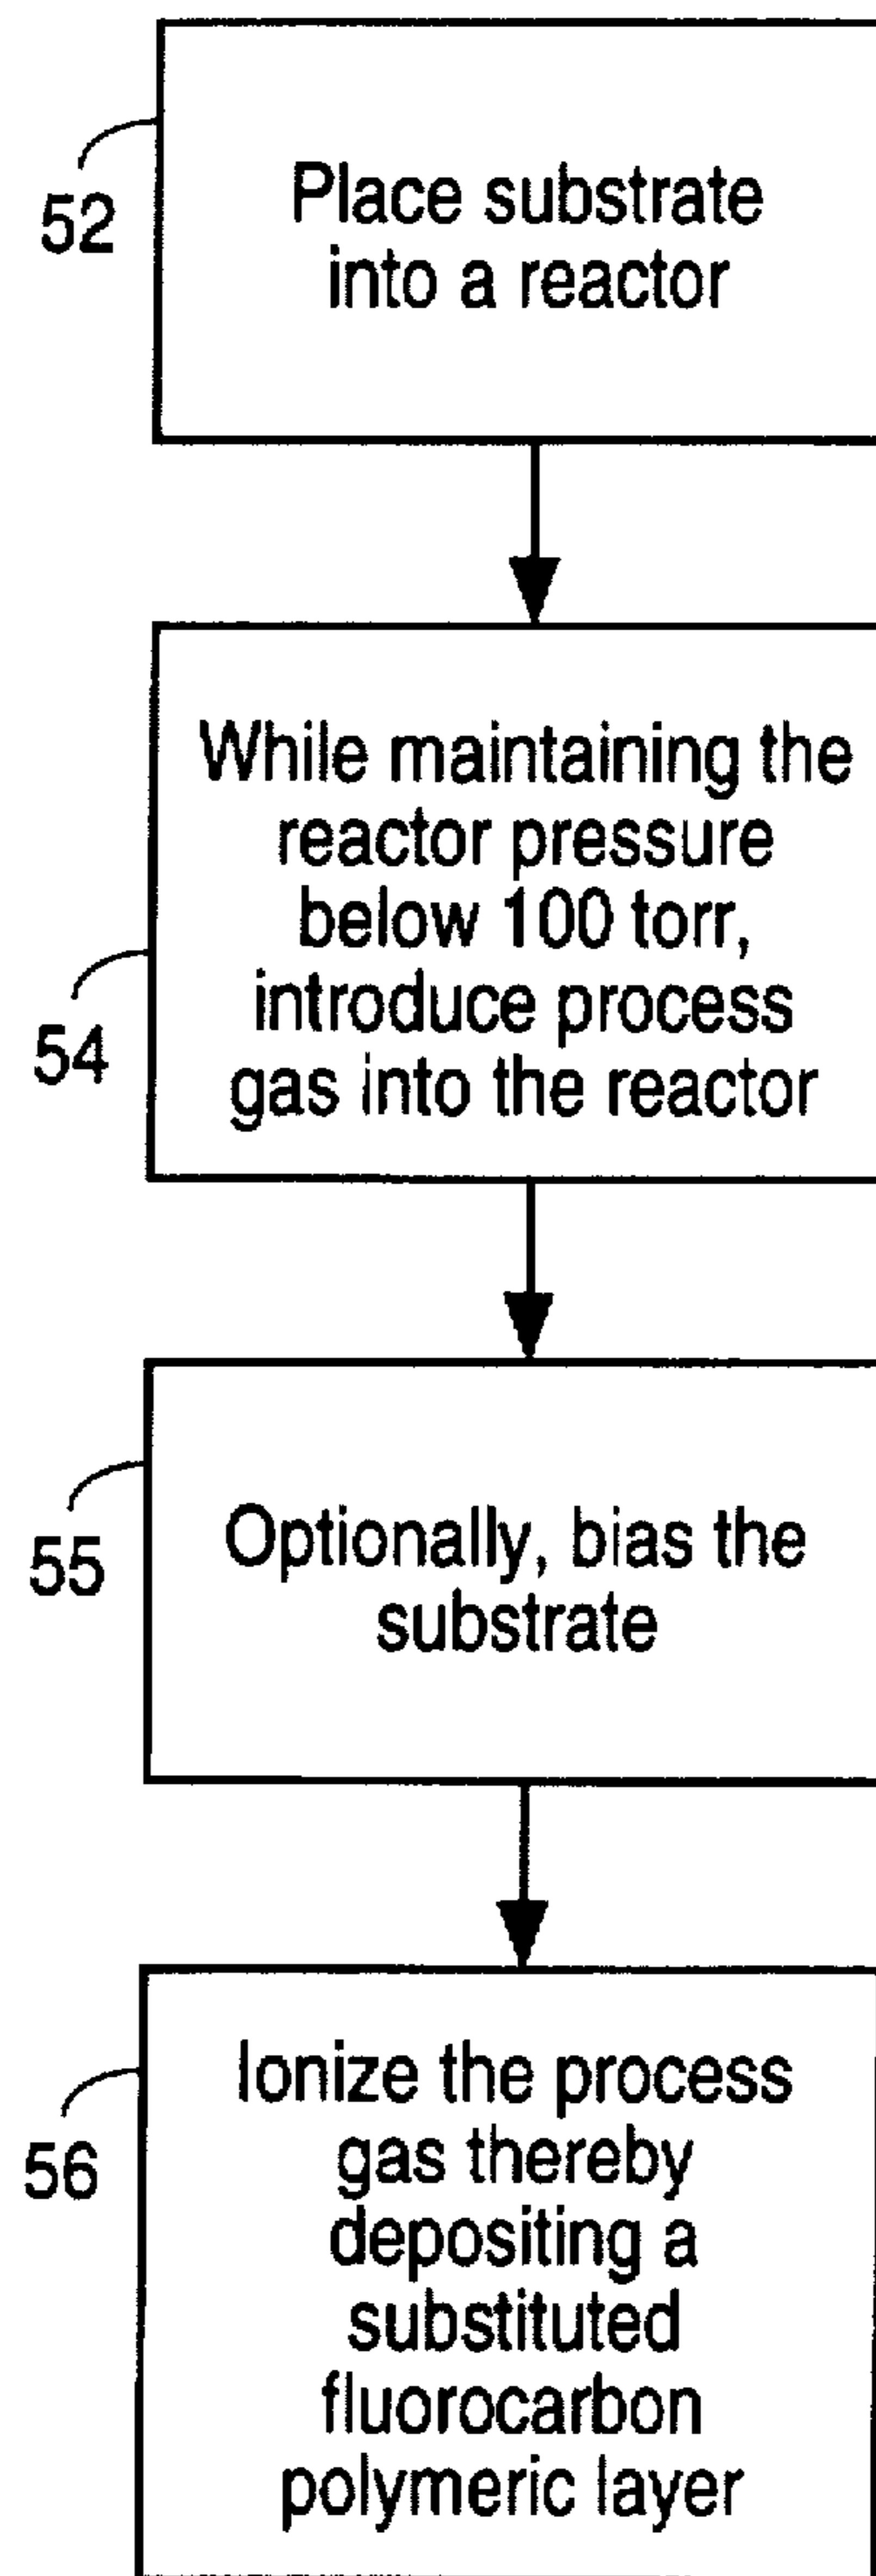 52
Place substrate
into a reactor
54
While maintaining the
reactor pressure
below 100 torr,
introduce process
gas into the reactor
55
Optionally, bias the
substrate
56
Ionize the process
gas thereby
depositing a
substituted
fluorocarbon
polymeric layer